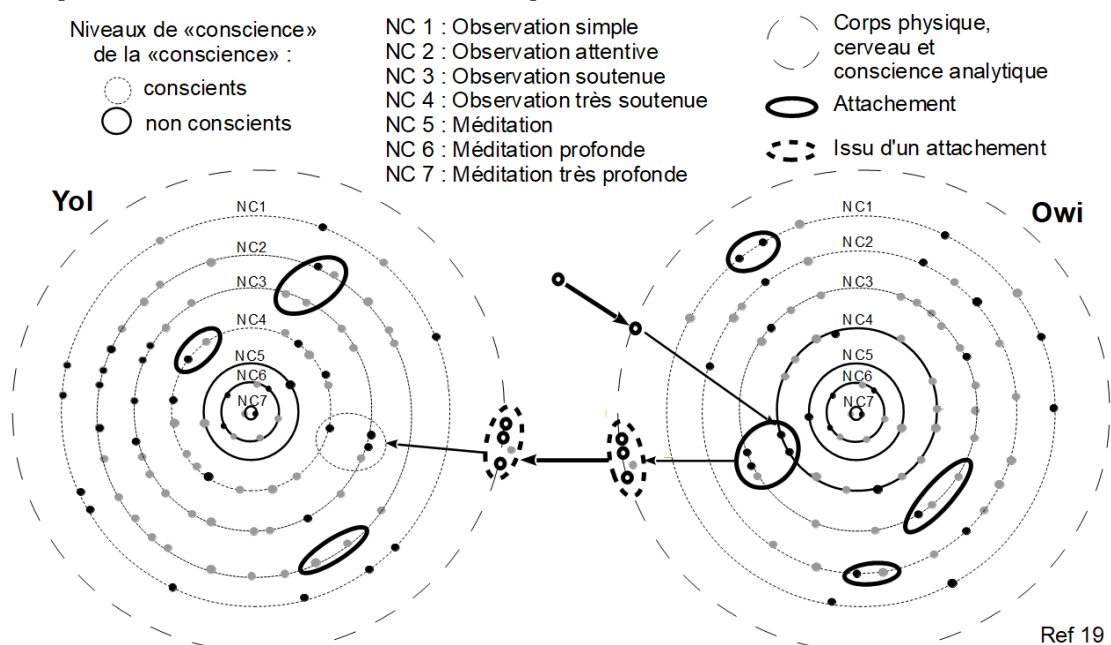 Niveaux de «conscience»
de la «conscience» :
conscients
non conscients
NC 1 : Observation simple
NC 2 : Observation attentive
NC 3 : Observation soutenue
NC 4 : Observation très soutenue
NC 5 : Méditation
NC 6 : Méditation profonde
NC 7 : Méditation très profonde
Corps physique,
cerveau et
conscience analytique
Attachement
Issu d'un attachement
Yol
NC1
NC2
NC3
NC4
NC5
NC6
NC7
Owi
NC1
NC2
NC3
NC4
NC5
NC6
NC7
Ref 19